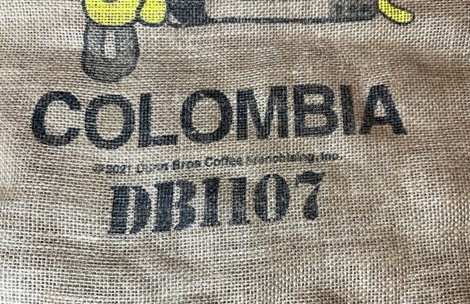 COLOMBIA
©2021 Dutch Bros Coffee Franchising, Inc.
DB1107